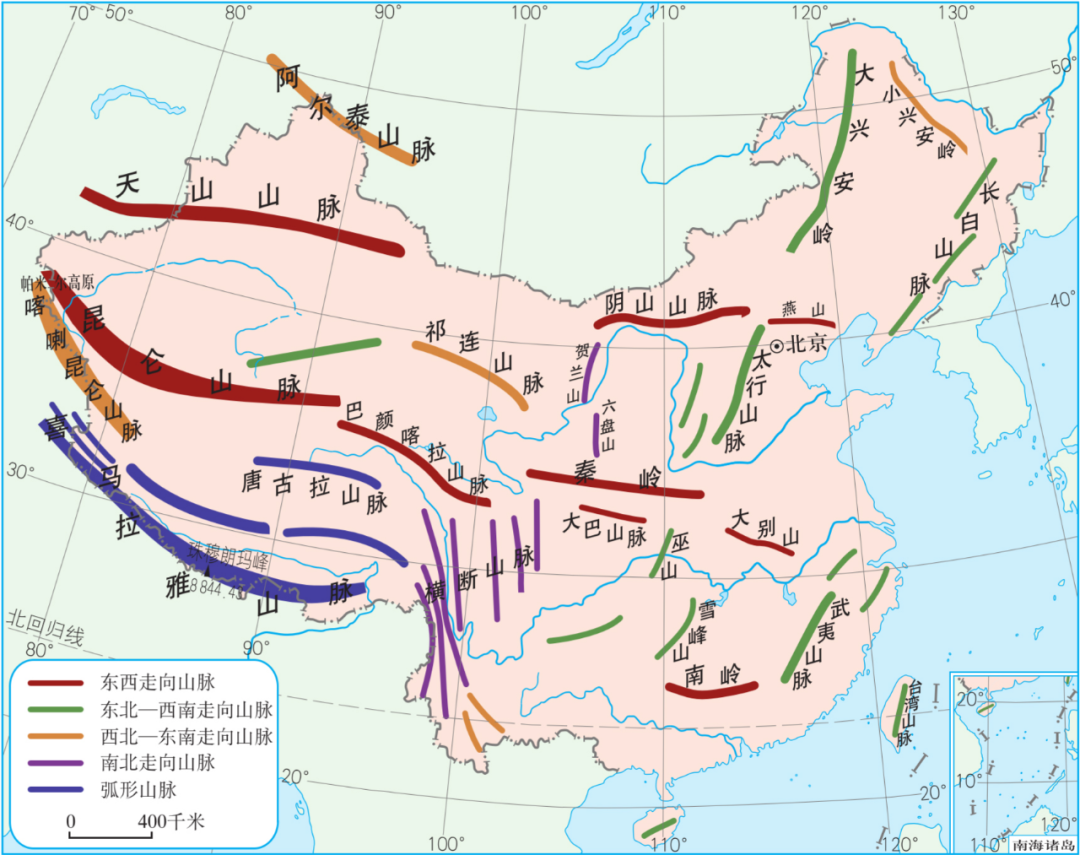 70°
50°
80°
90°
100°
110°
120°
130°
50°
阿尔泰山脉
大兴安岭
小兴安岭
天山山脉
长白山脉
40°
帕米尔高原
喀喇昆仑山脉
昆仑山脉
祁连山脉
阴山山脉
燕山
40°
北京
贺兰山
太行山脉
六盘山
巴颜喀拉山脉
30°
喜马拉雅山脉
唐古拉山脉
秦岭
大巴山脉
大别山
巫山
珠穆朗玛峰
8844.43
横断山脉
雪峰山
武夷山脉
南岭
北回归线
80°
90°
台湾山脉
东西走向山脉
东北—西南走向山脉
西北—东南走向山脉
南北走向山脉
弧形山脉
0
400千米
20°
100°
110°
120°
20°
20°
10°
110°
120°
南海诸岛